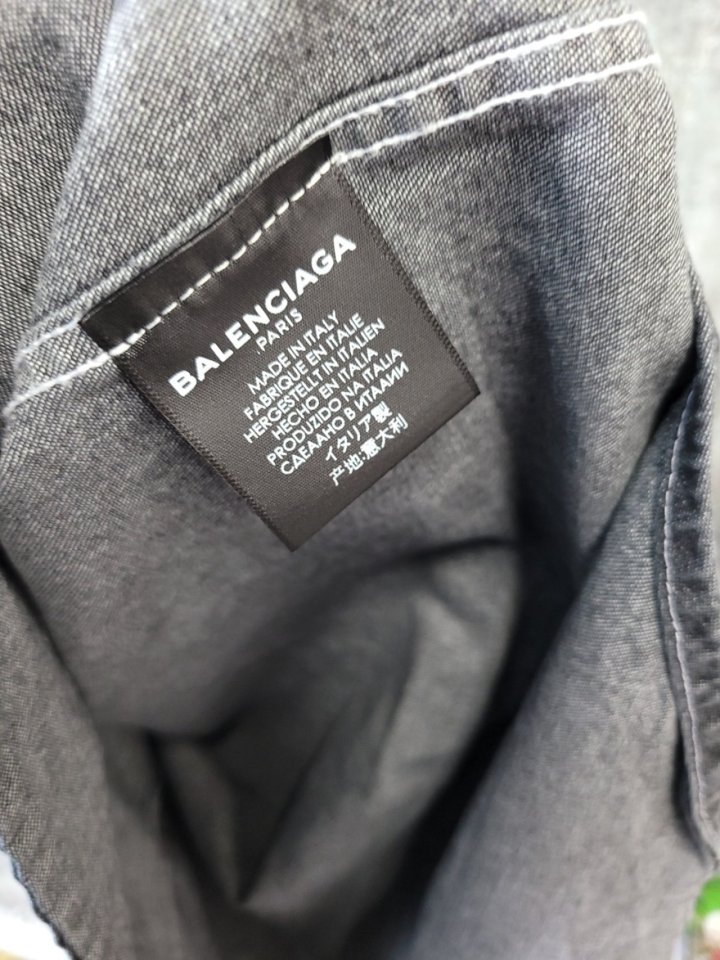 BALENCIAGA
PARIS
MADE IN ITALY
FABRIQUE EN ITALIE
HERGESTELLT IN ITALIEN
HECHO EN ITALIA
PRODUZIDO NA ITALIA
СДЕЛАНО В ИТАЛИИ
イタリア製
产地:意大利